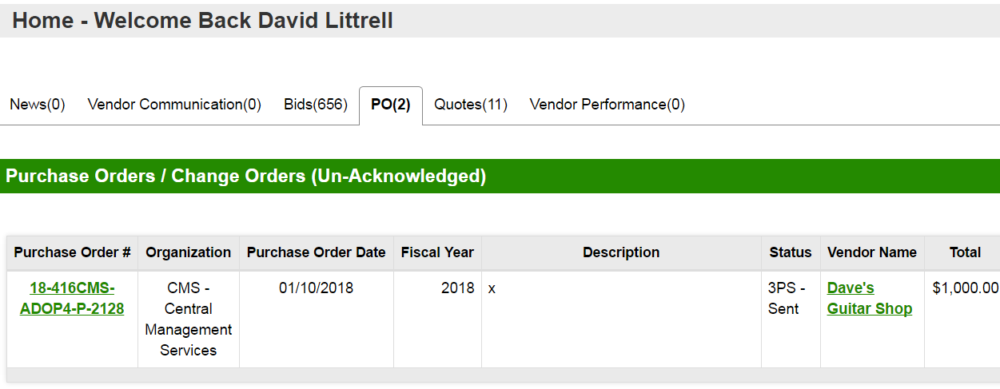 Home - Welcome Back David Littrell
News(0) Vendor Communication(0) Bids(656) PO(2) Quotes(11) Vendor Performance(0)
Purchase Orders / Change Orders (Un-Acknowledged)
Purchase Order # Organization Purchase Order Date Fiscal Year Description Status Vendor Name Total
18-416CMS- CMS - 01/10/2018 2018 x 3PS - Dave's $1,000.00
ADOP4-P-2128 Central Sent Guitar Shop
Management
Services